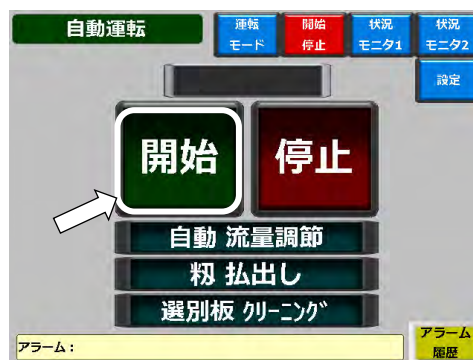 自動運転
運転
モード
開始
停止
状況
モニタ1
状況
モニタ2
設定
開始
停止
自動 流量調節
籾 払出し
選別板 クリーニング
アラーム：
アラーム
履歴